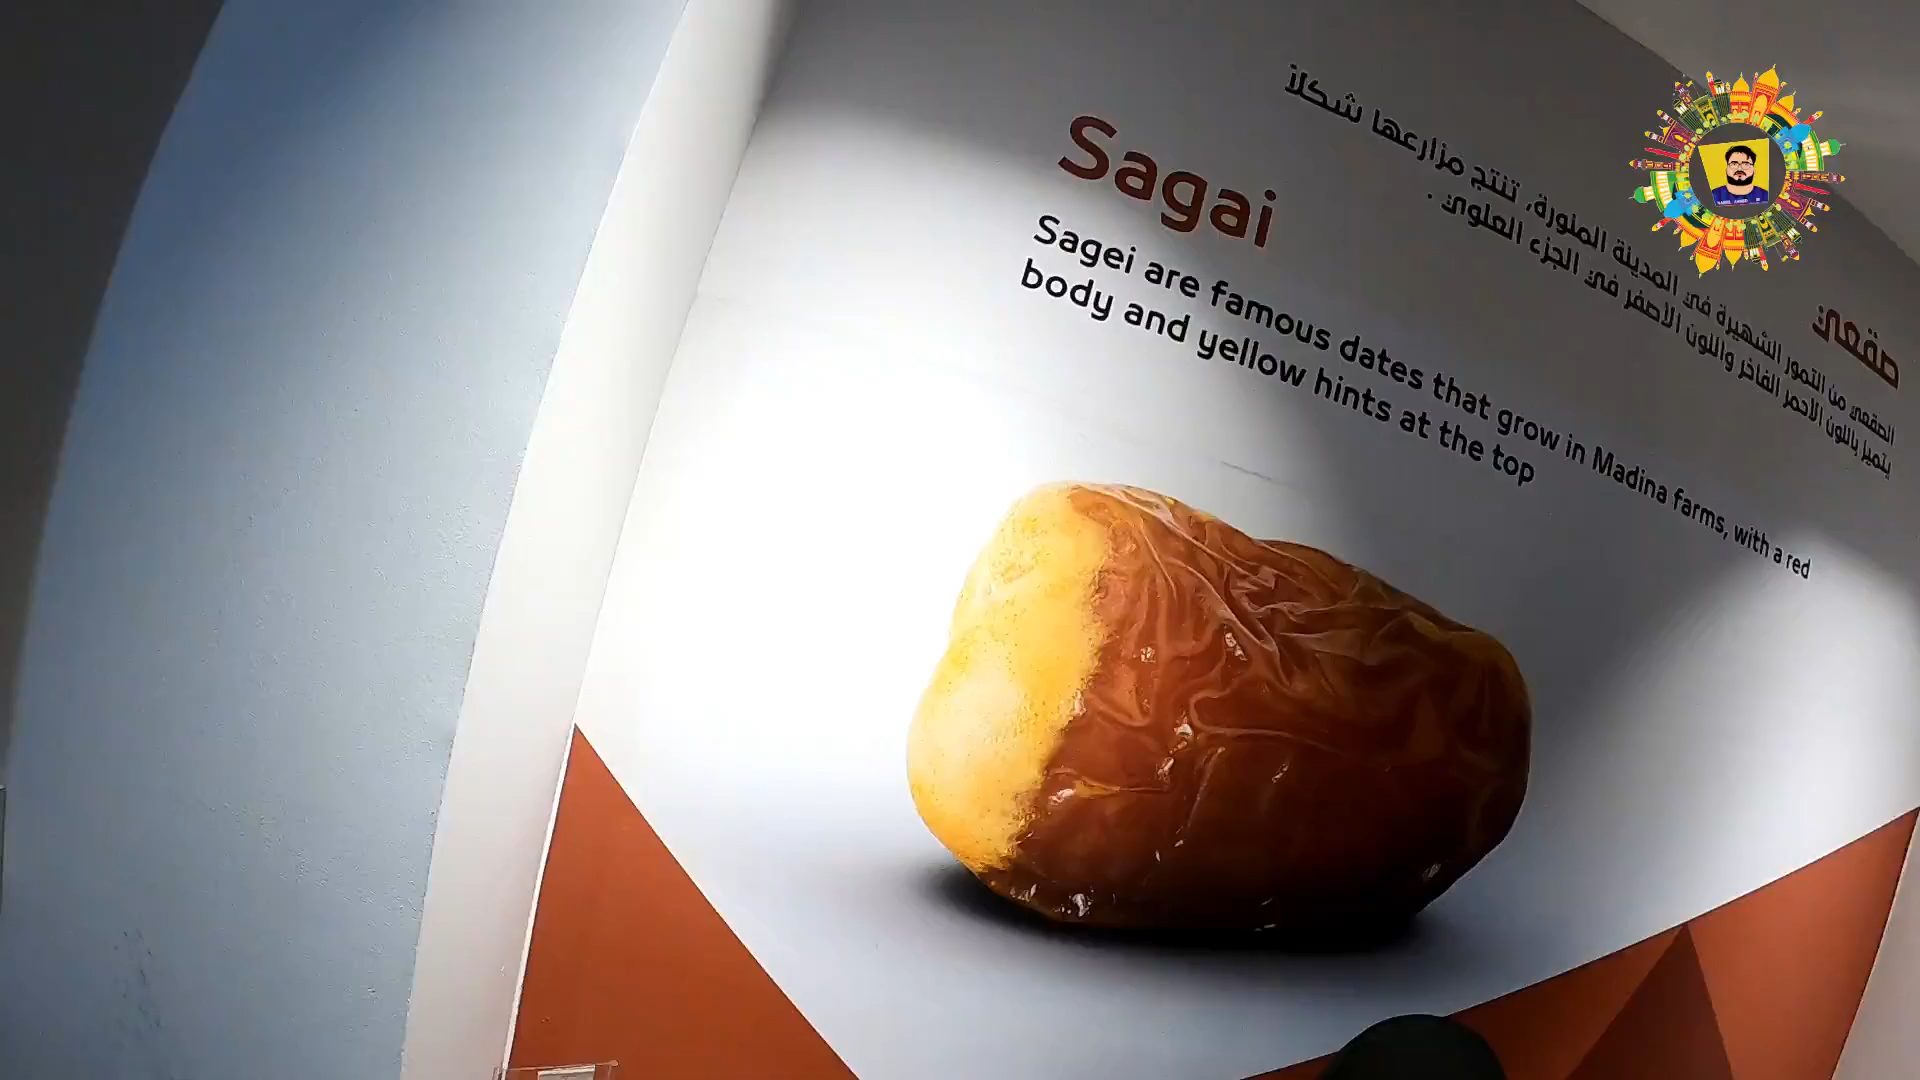 صقعي
الصقعي من التمور الشهيرة في المدينة المنورة، تنتج مزارعها شكلاً
يتميز باللون الأحمر الفاخر واللون الأصفر في الجزء العلوي .
Sagai
Sagei are famous dates that grow in Madina farms, with a red
body and yellow hints at the top